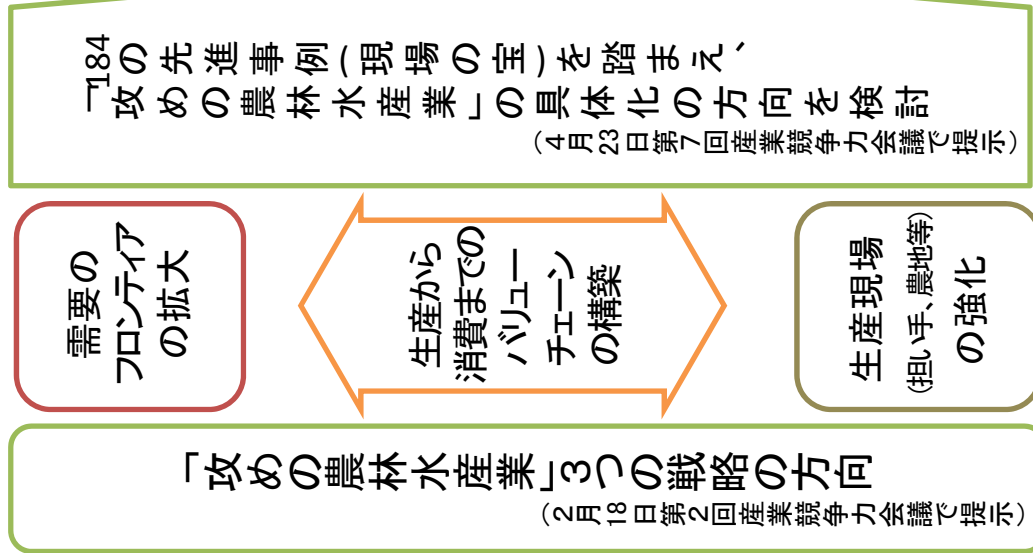 184の先進事例(現場の宝)を踏まえ、
「攻めの農林水産業」の具体化の方向を検討
(4月23日第7回産業競争力会議で提示)
需要の
フロンティア
の拡大
生産から
消費までの
バリュー
チェーン
の構築
生産現場
(担い手、農地等)
の強化
「攻めの農林水産業」3つの戦略の方向
(2月18日第2回産業競争力会議で提示)